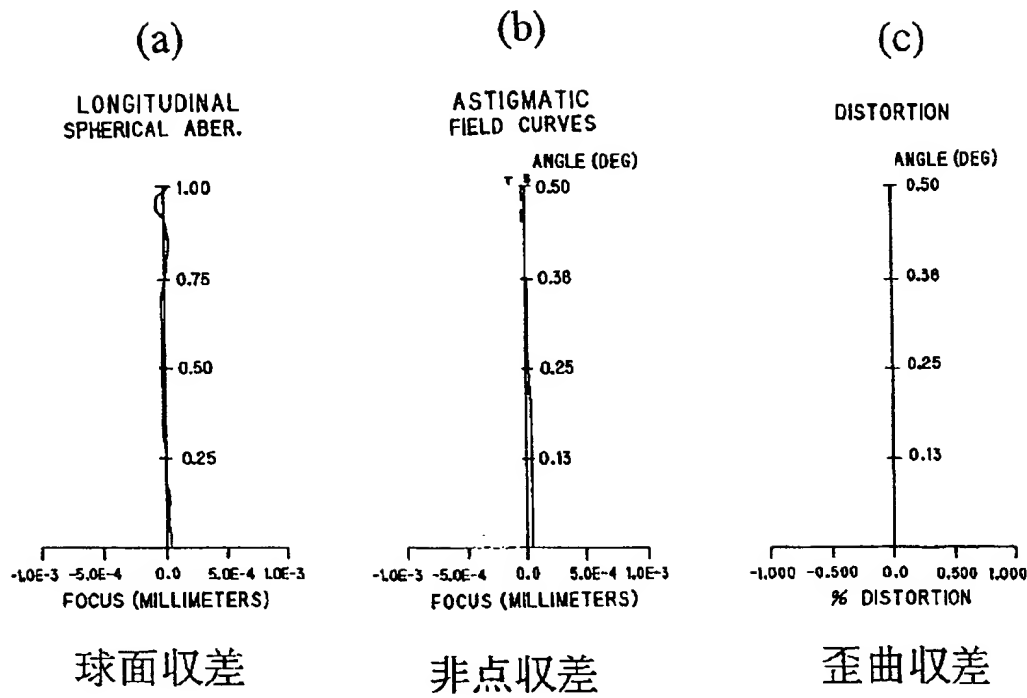 (a)
LONGITUDINAL
SPHERICAL ABER.
1.00
0.75
0.50
0.25
-1.0E-3 -5.0E-4 0.0 5.0E-4 1.0E-3
FOCUS (MILLIMETERS)
球面収差
(b)
ASTIGMATIC
FIELD CURVES
ANGLE (DEG)
T S
0.50
0.38
0.25
0.13
-1.0E-3 -5.0E-4 0.0 5.0E-4 1.0E-3
FOCUS (MILLIMETERS)
非点収差
(c)
DISTORTION
ANGLE (DEG)
0.50
0.38
0.25
0.13
-1.000 -0.500 0.0 0.500 1.000
% DISTORTION
歪曲収差